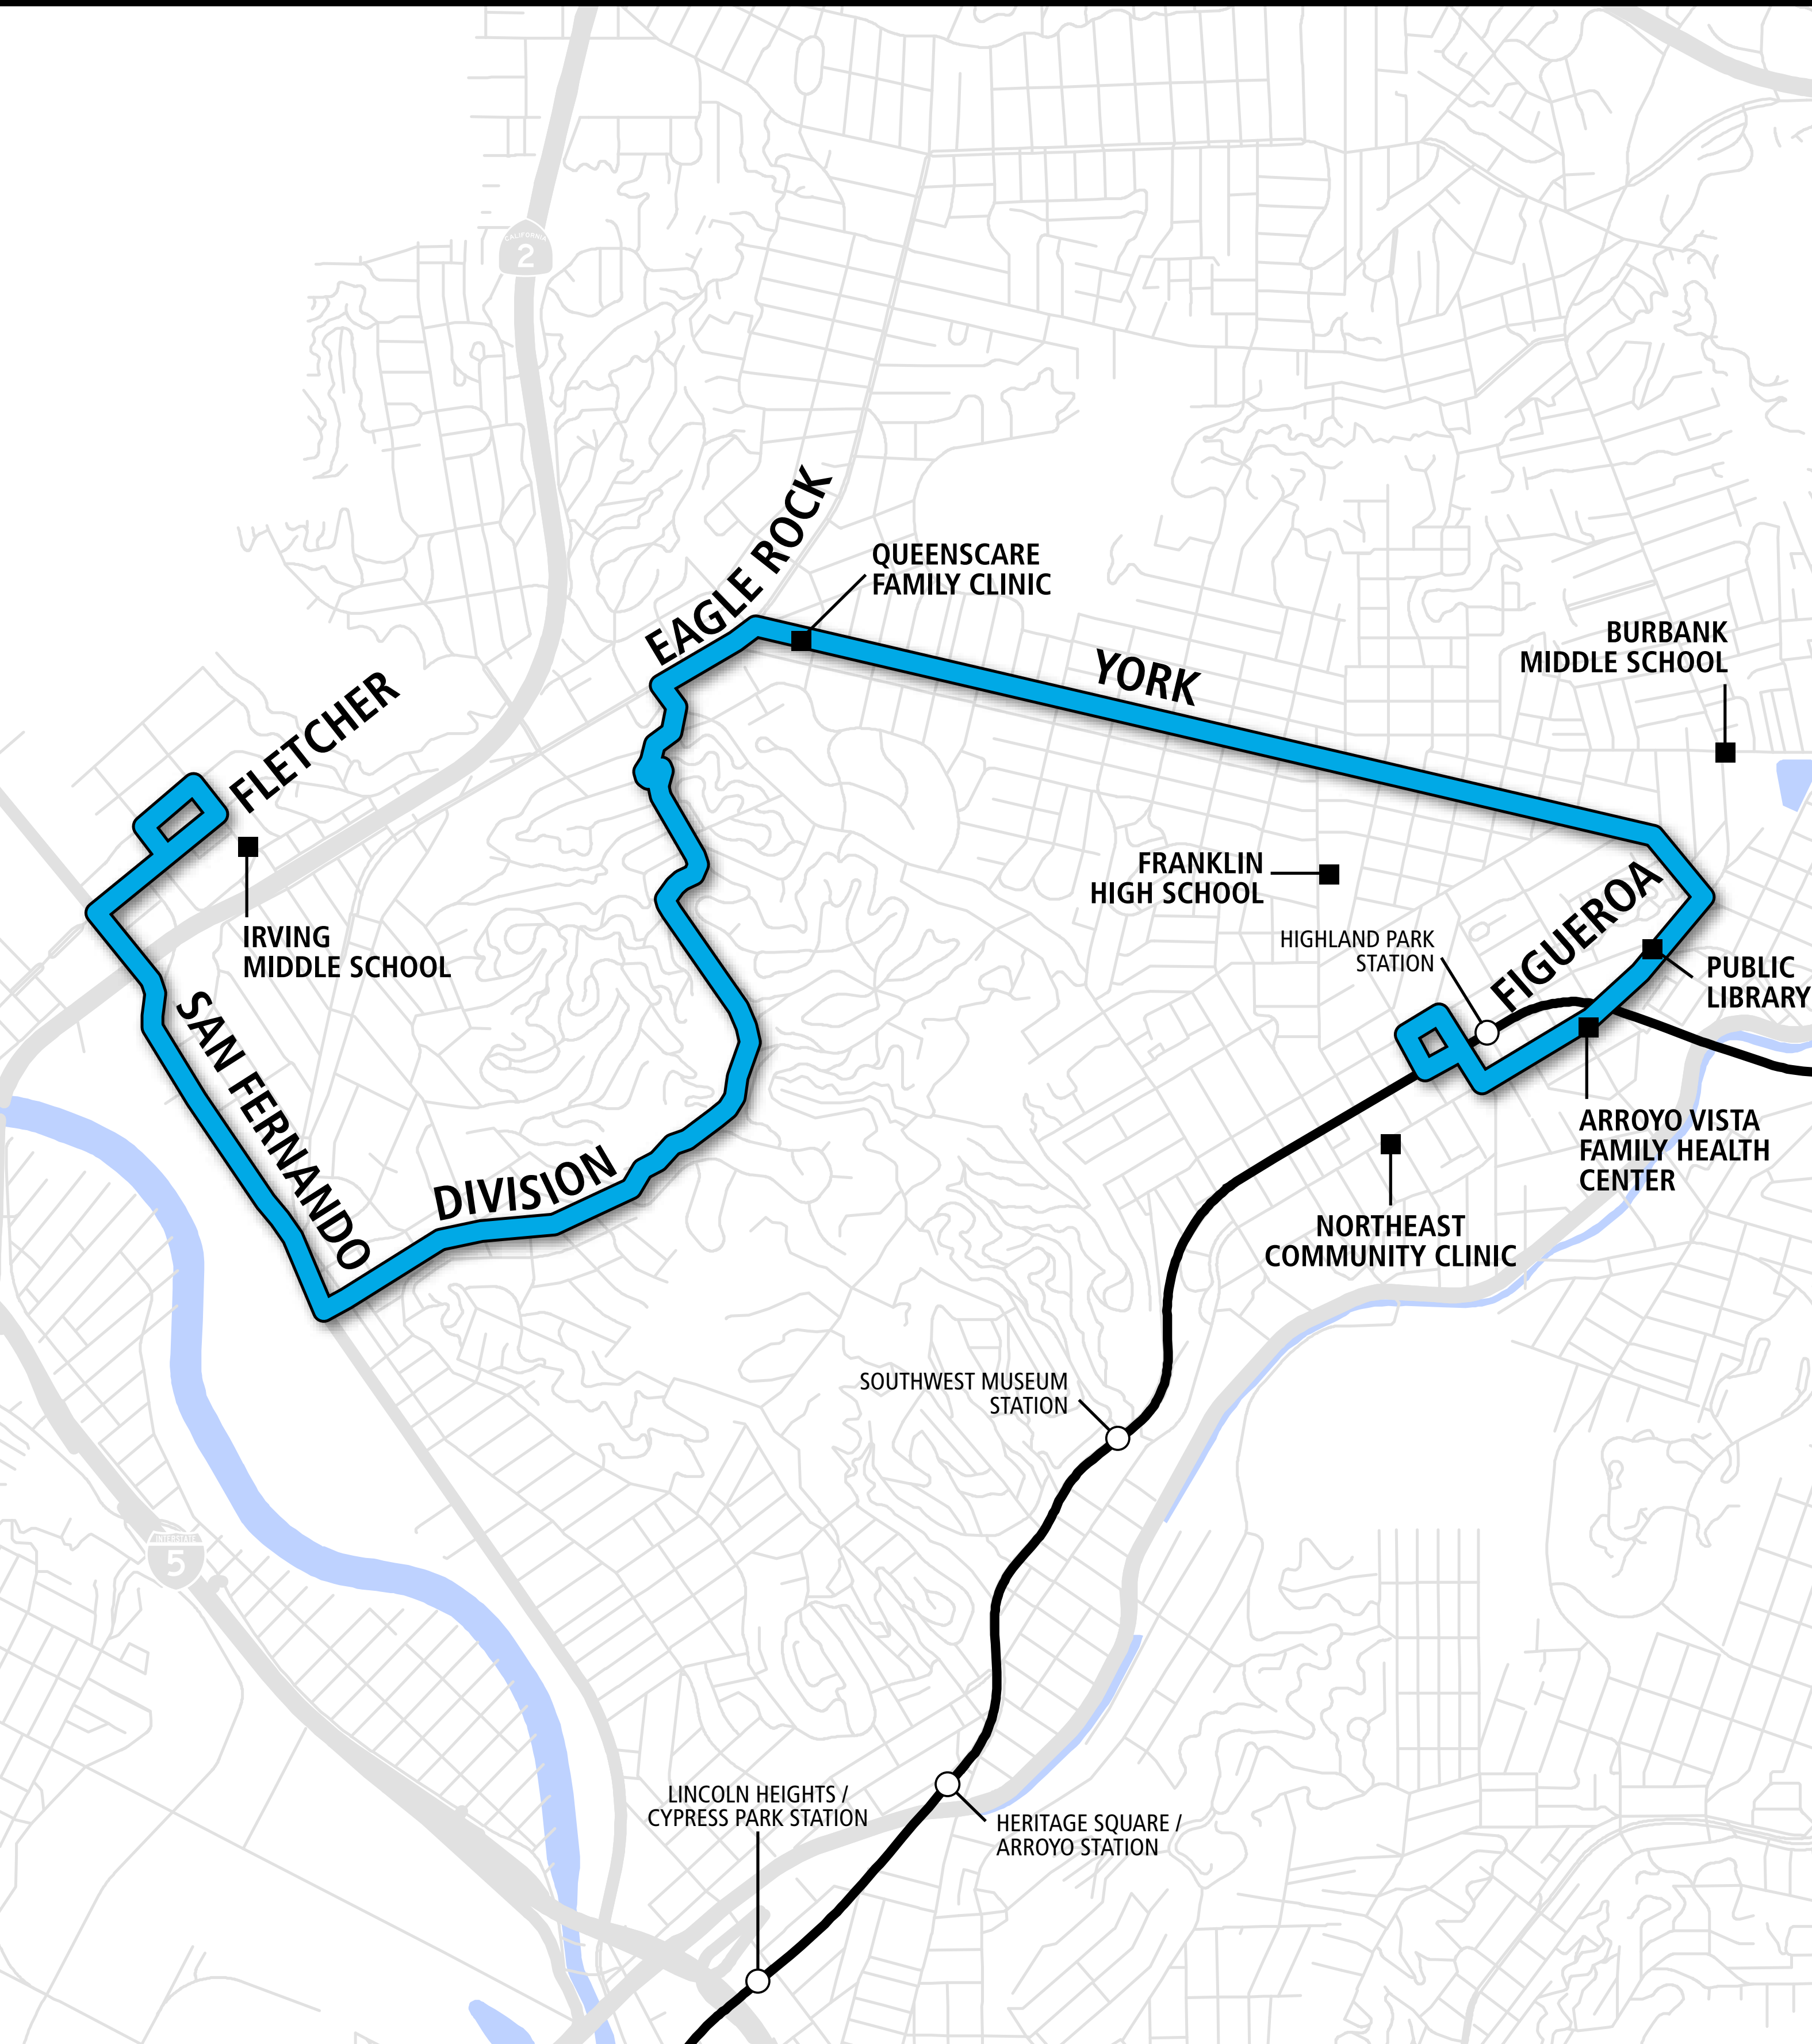 CALIFORNIA
2
EAGLE ROCK
QUEENSCARE
FAMILY CLINIC
YORK
BURBANK
MIDDLE SCHOOL
FLETCHER
IRVING
MIDDLE SCHOOL
FRANKLIN
HIGH SCHOOL
HIGHLAND PARK
STATION
FIGUEROA
PUBLIC
LIBRARY
SAN FERNANDO
DIVISION
ARROYO VISTA
FAMILY HEALTH
CENTER
NORTHEAST
COMMUNITY CLINIC
SOUTHWEST MUSEUM
STATION
INTERSTATE
5
LINCOLN HEIGHTS /
CYPRESS PARK STATION
HERITAGE SQUARE /
ARROYO STATION